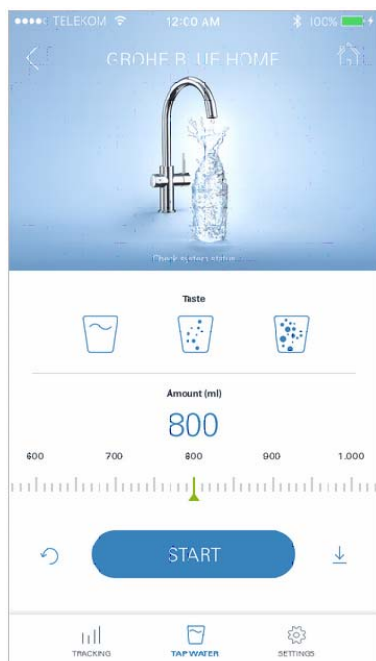 TELEKOM 12:00 AM 100%
GROHE BLUE HOME
Check system status
Taste
Amount (ml)
800
600 700 800 900 1.000
START
TRACKING TAP WATER SETTINGS